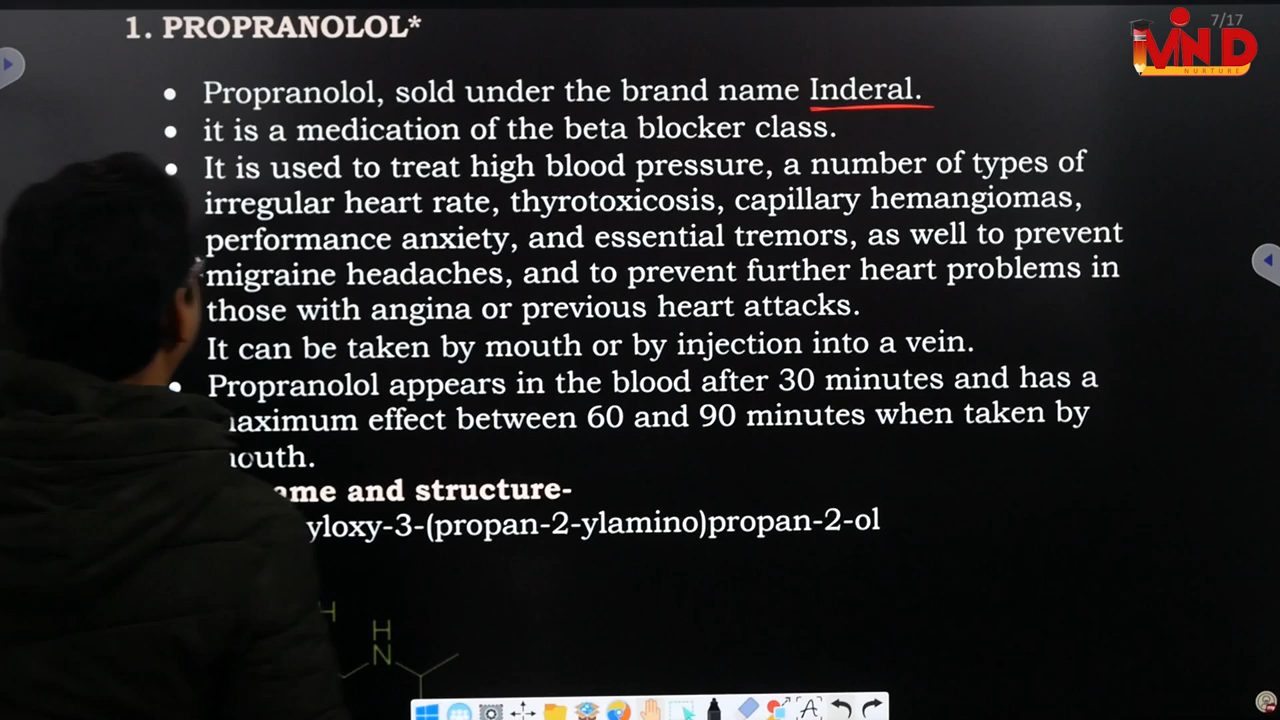 7/17
1. PROPRANOLOL*
MIND
NURTURE
• Propranolol, sold under the brand name Inderal.
• it is a medication of the beta blocker class.
• It is used to treat high blood pressure, a number of types of
irregular heart rate, thyrotoxicosis, capillary hemangiomas,
performance anxiety, and essential tremors, as well to prevent
migraine headaches, and to prevent further heart problems in
those with angina or previous heart attacks.
It can be taken by mouth or by injection into a vein.
• Propranolol appears in the blood after 30 minutes and has a
aximum effect between 60 and 90 minutes when taken by
outh.
ame and structure-
yloxy-3-(propan-2-ylamino)propan-2-ol
H
H
N